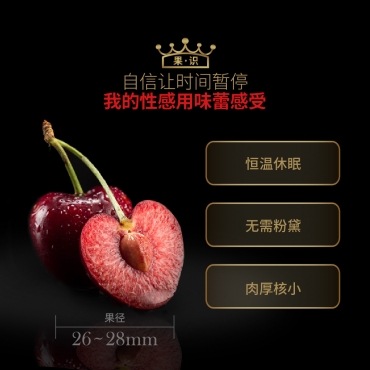 果·识
自信让时间暂停
我的性感用味蕾感受
恒温休眠
无需粉黛
肉厚核小
果径
26~28mm